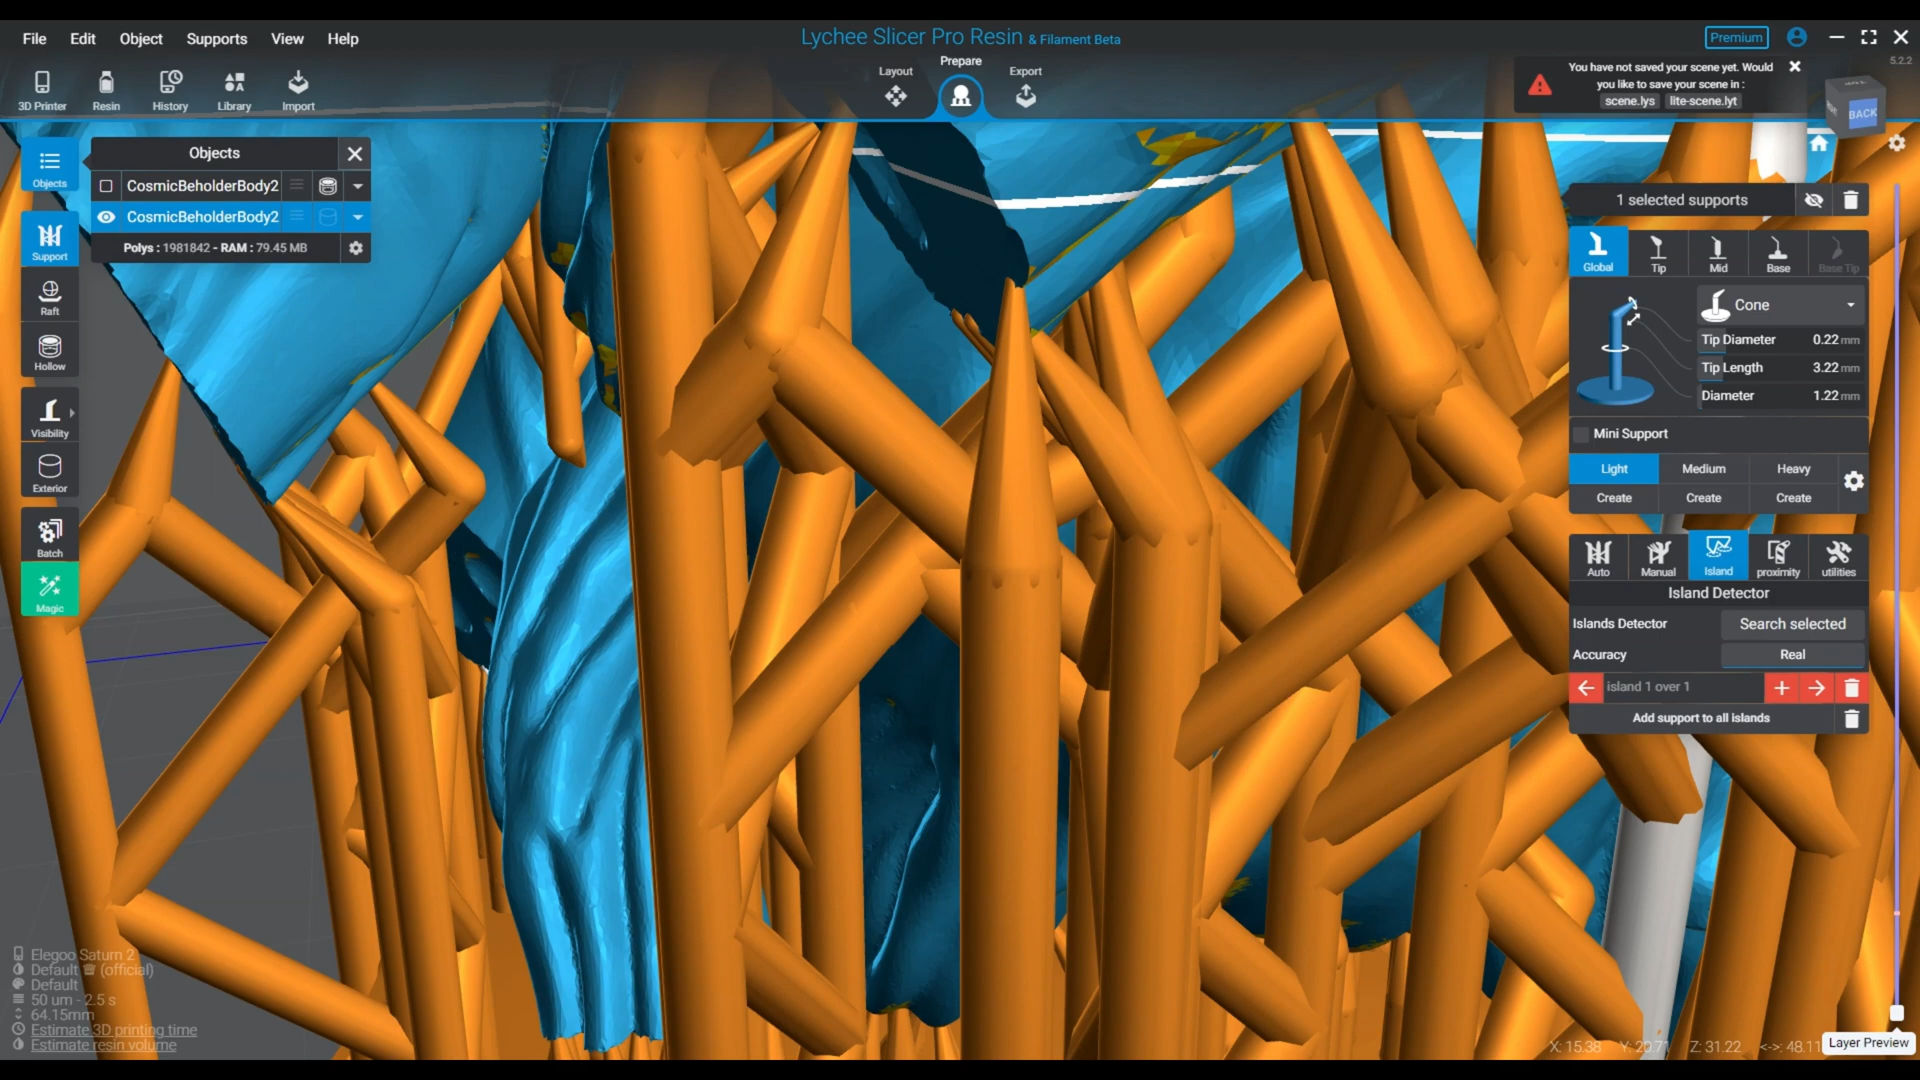 File Edit Object Supports View Help
Lychee Slicer Pro Resin & Filament Beta
Premium
5.2.2
3D Printer Resin History Library Import
Layout Prepare Export
You have not saved your scene yet. Would
you like to save your scene in :
scene.lys lite-scene.lyt
BACK
Objects
Objects
CosmicBeholderBody2
CosmicBeholderBody2
Polys : 1981842 - RAM : 79.45 MB
Support
Raft
Hollow
Visibility
Exterior
Batch
Magic
1 selected supports
Global Tip Mid Base Base Tip
Cone
Tip Diameter 0.22 mm
Tip Length 3.22 mm
Diameter 1.22 mm
Mini Support
Light Medium Heavy
Create Create Create
Auto Manual Island proximity utilities
Island Detector
Islands Detector Search selected
Accuracy Real
island 1 over 1
Add support to all islands
Elegoo Saturn 2
Default (official)
Default
50 um - 2.5 s
64.15mm
Estimate 3D printing time
Estimate resin volume
X: 15.38 Y: 20.71 Z: 31.22 <->: 48.11
Layer Preview